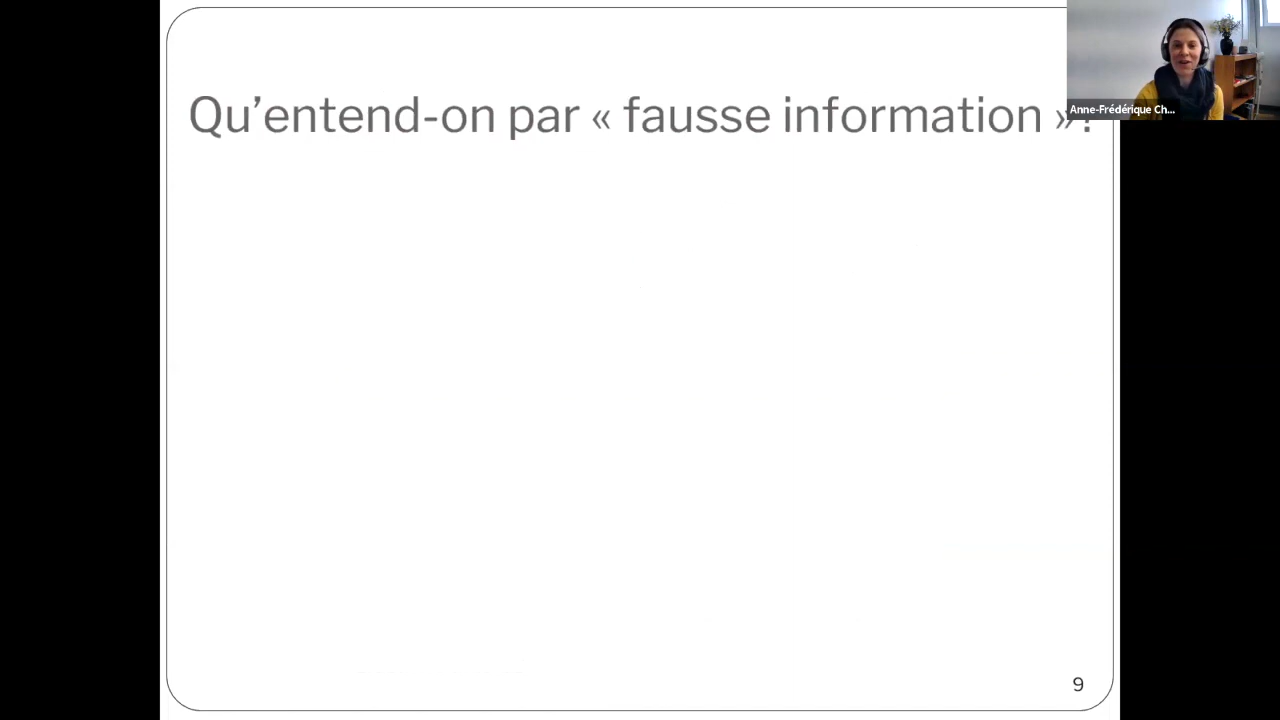 Qu’entend-on par « fausse information »?
Anne-Frédérique Ch...
9